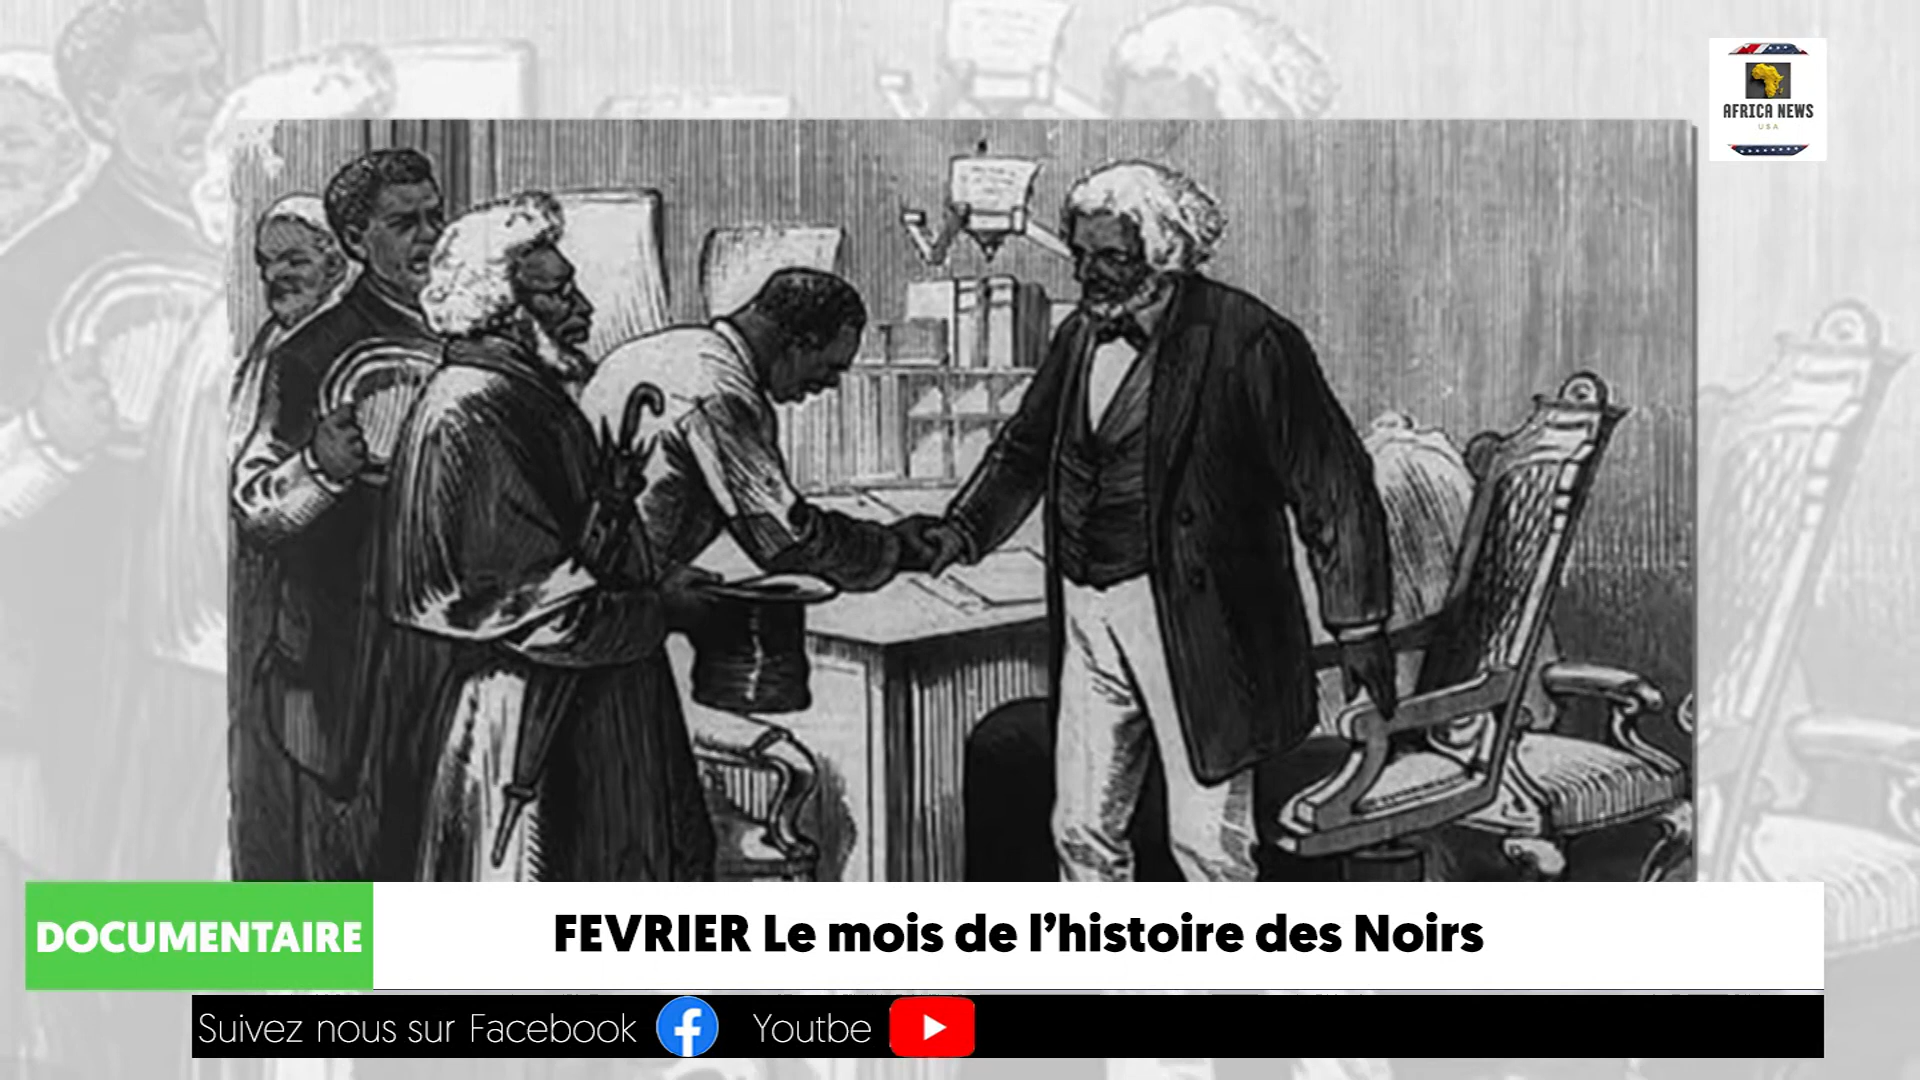 AFRICA NEWS
USA
DOCUMENTAIRE
FEVRIER Le mois de l’histoire des Noirs
Suivez nous sur Facebook Youtbe